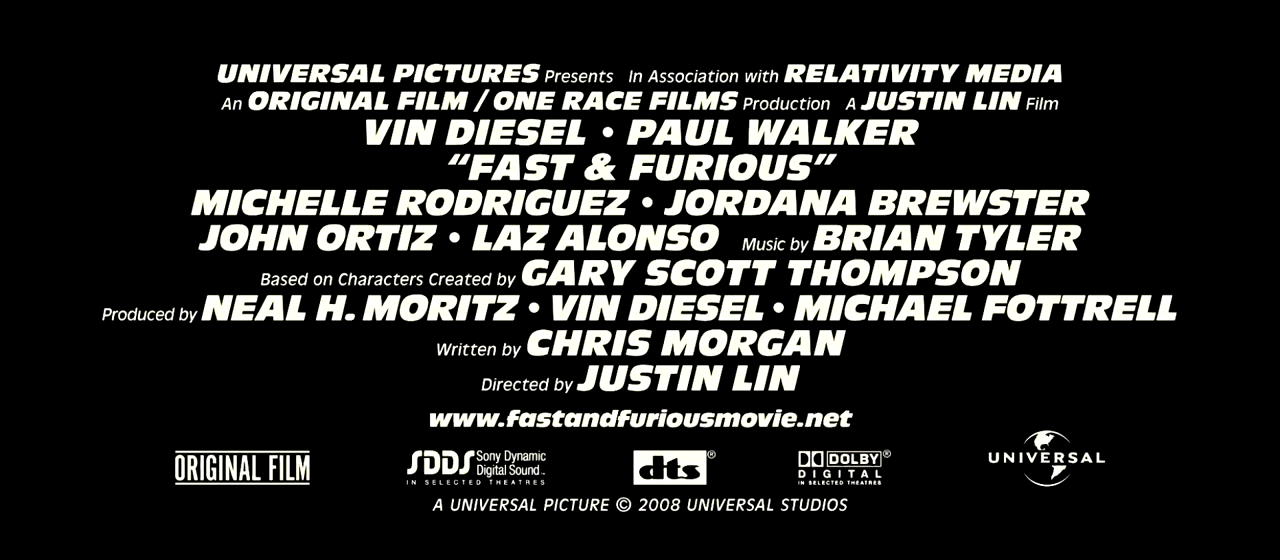 UNIVERSAL PICTURES Presents In Association with RELATIVITY MEDIA
An ORIGINAL FILM / ONE RACE FILMS Production A JUSTIN LIN Film
VIN DIESEL • PAUL WALKER
"FAST & FURIOUS"
MICHELLE RODRIGUEZ • JORDANA BREWSTER
JOHN ORTIZ • LAZ ALONSO Music by BRIAN TYLER
Based on Characters Created by GARY SCOTT THOMPSON
Produced by NEAL H. MORITZ • VIN DIESEL • MICHAEL FOTTRELL
Written by CHRIS MORGAN
Directed by JUSTIN LIN
www.fastandfuriousmovie.net
ORIGINAL FILM
SDDS Sony Dynamic
Digital Sound™
IN SELECTED THEATRES
dts®
DOLBY®
DIGITAL
IN SELECTED THEATRES
UNIVERSAL
A UNIVERSAL PICTURE © 2008 UNIVERSAL STUDIOS